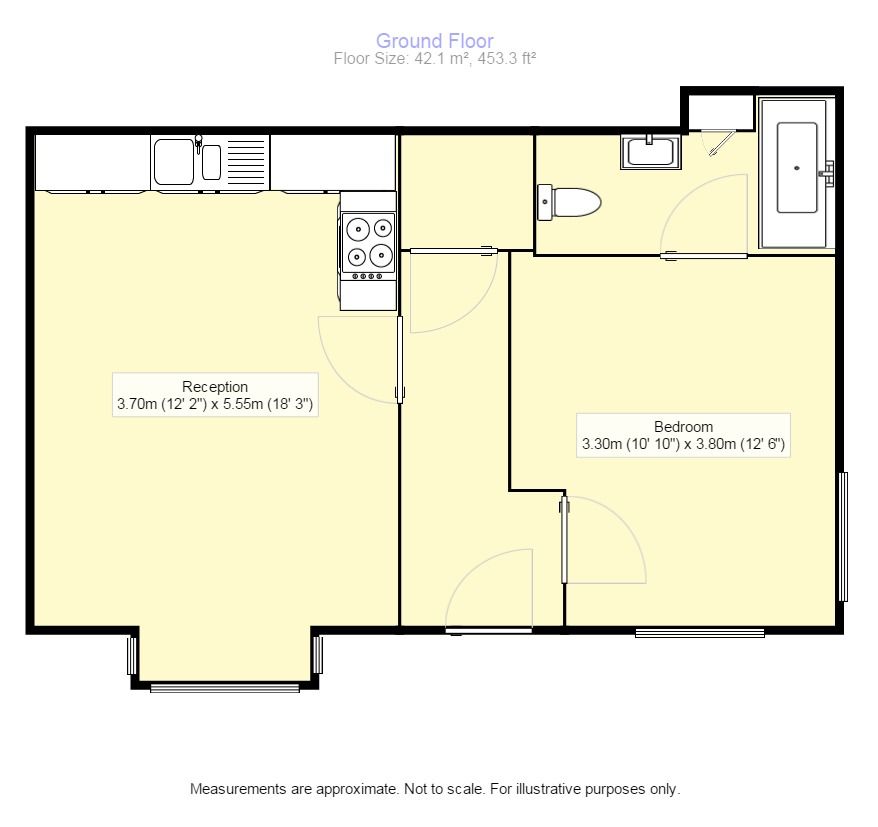 Ground Floor
Floor Size: 42.1 m², 453.3 ft²
Reception
3.70m (12' 2") x 5.55m (18' 3")
Bedroom
3.30m (10' 10") x 3.80m (12' 6")
Measurements are approximate. Not to scale. For illustrative purposes only.